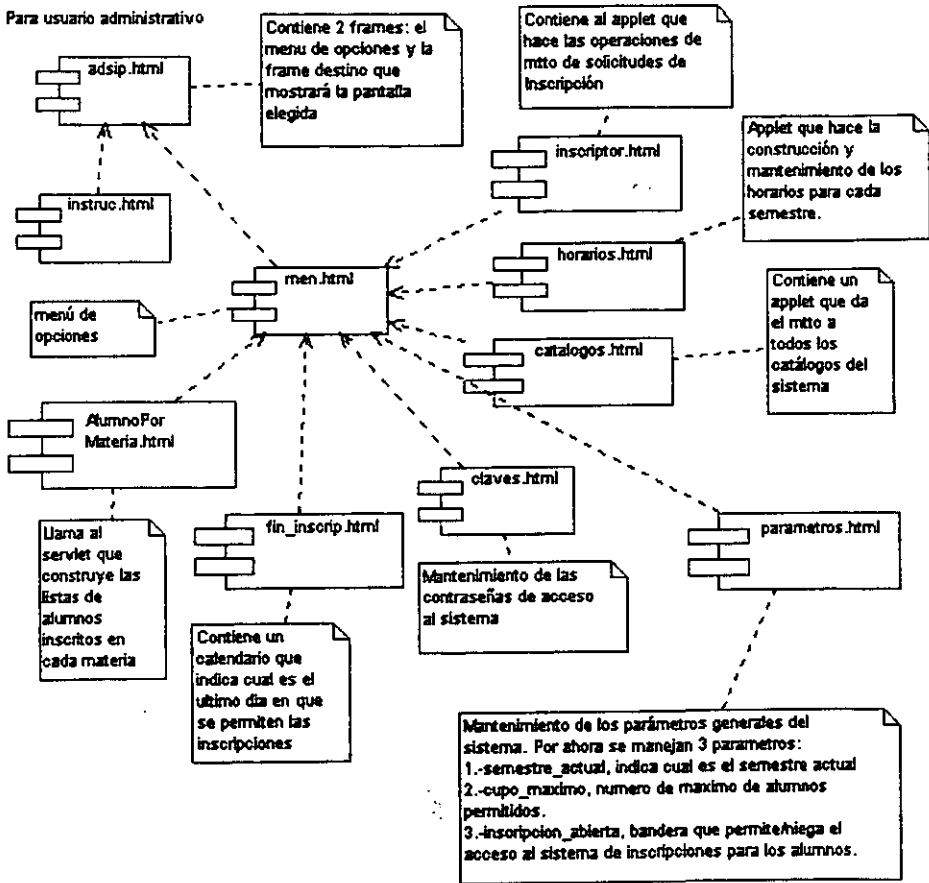 Para usuario administrativo
adsip.html
Contiene 2 frames: el
menu de opciones y la
frame destino que
mostrará la pantalla
elegida
Contiene al applet que
hace las operaciones de
mtto de solicitudes de
Inscripción
inscriptor.html
Applet que hace la
construcción y
mantenimiento de los
horarios para cada
semestre.
instruc.html
men.html
horarios.html
menú de
opciones
catalogos.html
Contiene un
applet que da
el mtto a
todos los
catálogos del
sistema
AlumnoPor
Materia.html
claves.html
fin_inscrip.html
parametros.html
Llama al
servlet que
construye las
listas de
alumnos
inscritos en
cada materia
Mantenimiento de las
contraseñas de acceso
al sistema
Contiene un
calendario que
indica cual es el
ultimo dia en que
se permiten las
inscripciones
Mantenimiento de los parámetros generales del
sistema. Por ahora se manejan 3 parametros:
1.-semestre_actual, indica cual es el semestre actual
2.-cupo_maximo, numero de maximo de alumnos
permitidos.
3.-inscripcion_abierta, bandera que permite/niega el
acceso al sistema de inscripciones para los alumnos.